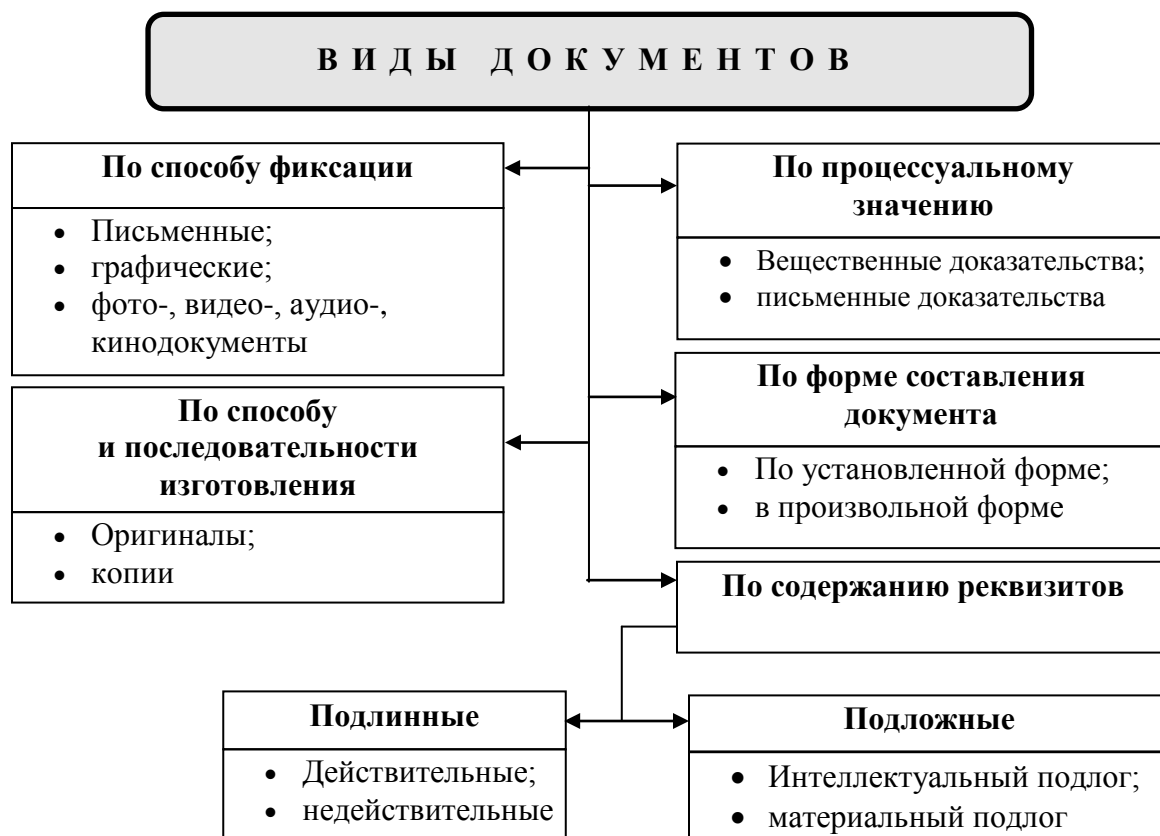 В И Д Ы Д О К У М Е Н Т О В
По способу фиксации
• Письменные;
• графические;
• фото-, видео-, аудио-,
кинодокументы
По процессуальному
значению
• Вещественные доказательства;
• письменные доказательства
По способу
и последовательности
изготовления
• Оригиналы;
• копии
По форме составления
документа
• По установленной форме;
• в произвольной форме
По содержанию реквизитов
Подлинные
• Действительные;
• недействительные
Подложные
• Интеллектуальный подлог;
• материальный подлог